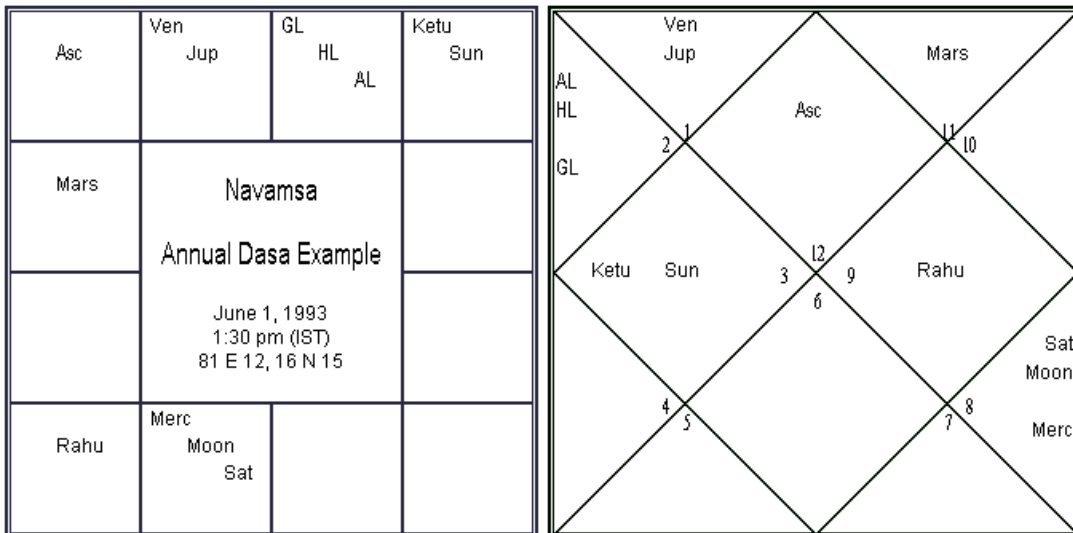 Asc
Ven
Jup
GL
HL
AL
Ketu
Sun
Mars
Navamsa
Annual Dasa Example
June 1, 1993
1:30 pm (IST)
81 E 12, 16 N 15
Rahu
Merc
Moon
Sat
Ven
Jup
Mars
AL
HL
Asc
GL
1
2
11
10
12
Ketu Sun
3
9
6
Rahu
Sat
Moon
Merc
4
5
8
7